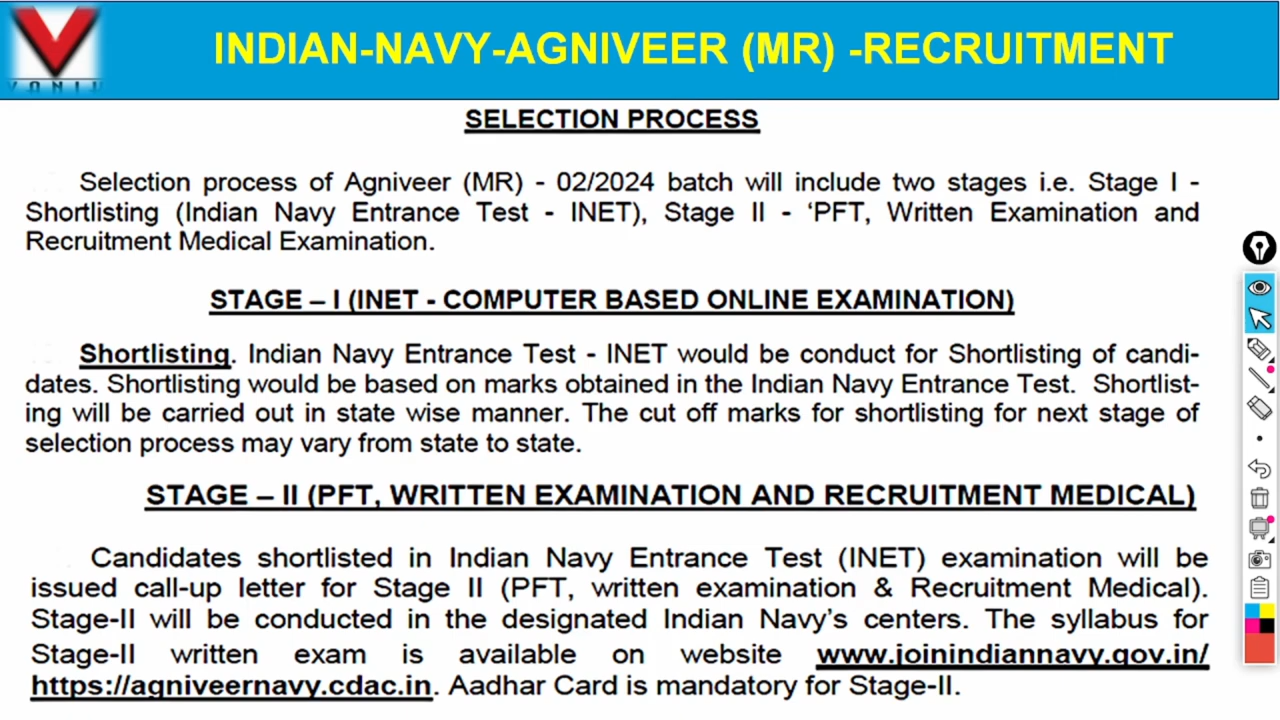 INDIAN-NAVY-AGNIVEER (MR) -RECRUITMENT
VANIK
SELECTION PROCESS
Selection process of Agniveer (MR) - 02/2024 batch will include two stages i.e. Stage I -
Shortlisting (Indian Navy Entrance Test - INET), Stage II - ‘PFT, Written Examination and
Recruitment Medical Examination.
STAGE – I (INET - COMPUTER BASED ONLINE EXAMINATION)
Shortlisting. Indian Navy Entrance Test - INET would be conduct for Shortlisting of candi-
dates. Shortlisting would be based on marks obtained in the Indian Navy Entrance Test. Shortlist-
ing will be carried out in state wise manner. The cut off marks for shortlisting for next stage of
selection process may vary from state to state.
STAGE – II (PFT, WRITTEN EXAMINATION AND RECRUITMENT MEDICAL)
Candidates shortlisted in Indian Navy Entrance Test (INET) examination will be
issued call-up letter for Stage II (PFT, written examination & Recruitment Medical).
Stage-II will be conducted in the designated Indian Navy’s centers. The syllabus for
Stage-II written exam is available on website www.joinindiannavy.gov.in/
https://agniveernavy.cdac.in. Aadhar Card is mandatory for Stage-II.